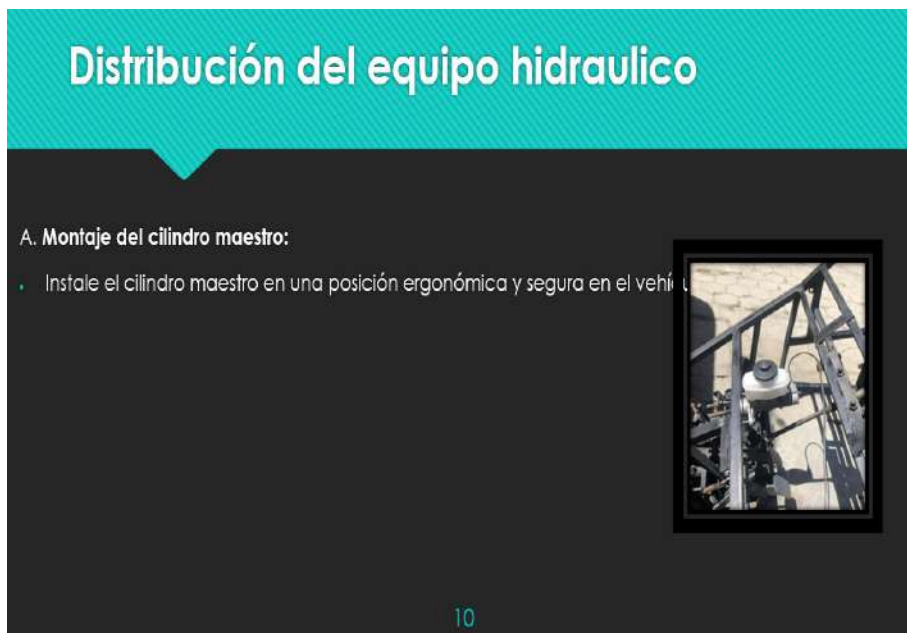 Distribución del equipo hidraulico
A. Montaje del cilindro maestro:
• Instale el cilindro maestro en una posición ergonómica y segura en el vehícu
10